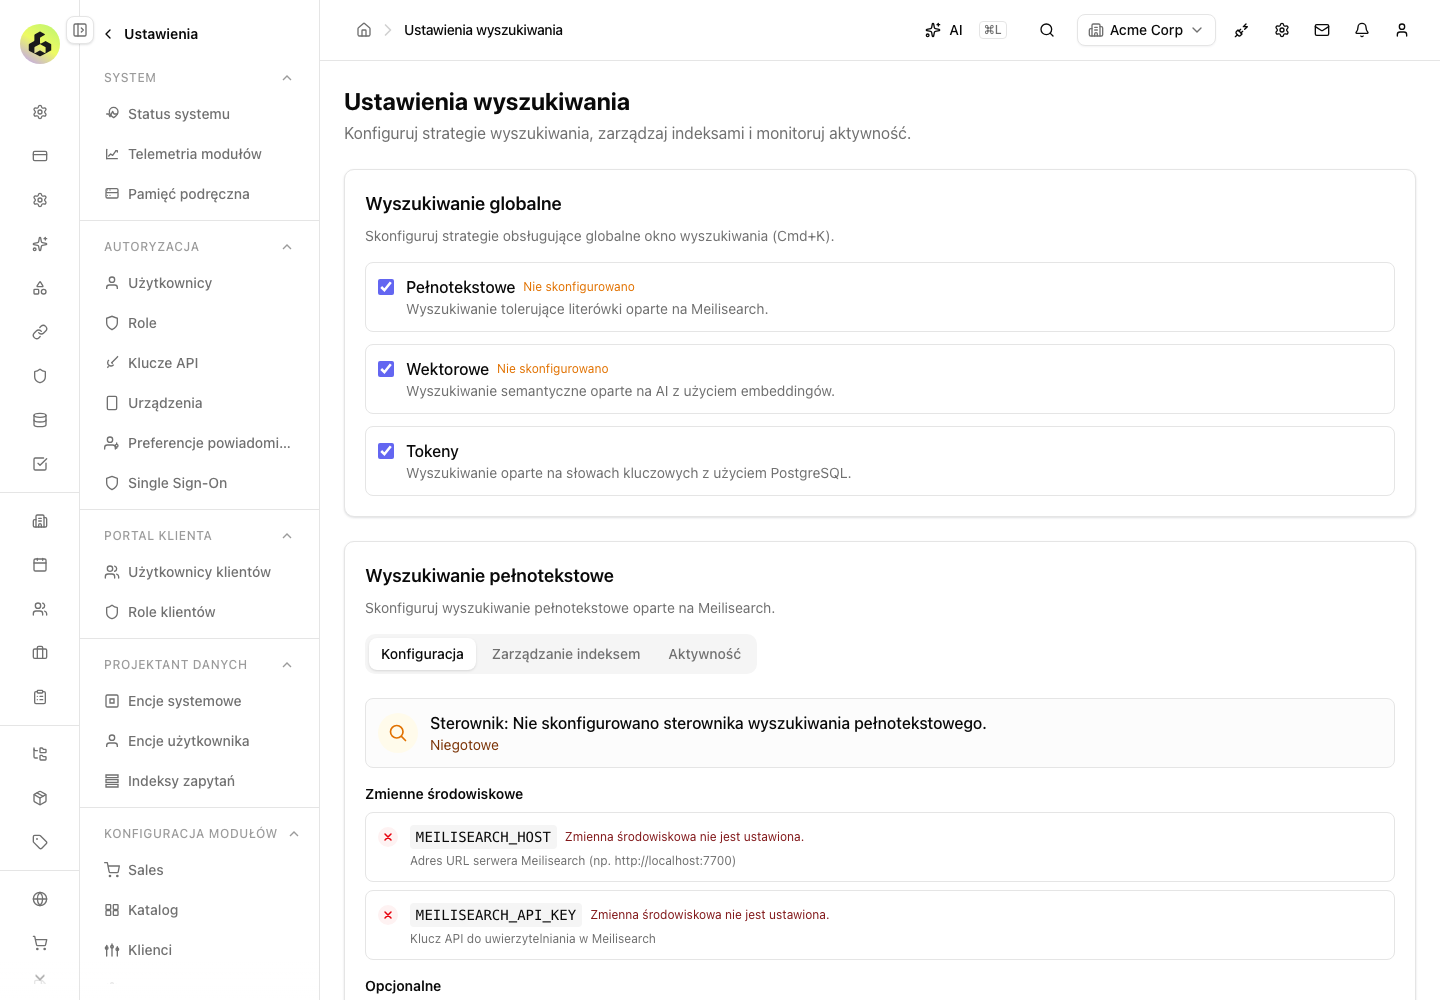 Ustawienia
SYSTEM
Status systemu
Telemetria modułów
Pamięć podręczna
AUTORYZACJA
Użytkownicy
Role
Klucze API
Urządzenia
Preferencje powiadomi...
Single Sign-On
PORTAL KLIENTA
Użytkownicy klientów
Role klientów
PROJEKTANT DANYCH
Encje systemowe
Encje użytkownika
Indeksy zapytań
KONFIGURACJA MODUŁÓW
Sales
Katalog
Klienci
Ustawienia wyszukiwania
AI ⌘L
Acme Corp
Ustawienia wyszukiwania
Konfiguruj strategie wyszukiwania, zarządzaj indeksami i monitoruj aktywność.
Wyszukiwanie globalne
Skonfiguruj strategie obsługujące globalne okno wyszukiwania (Cmd+K).
Pełnotekstowe Nie skonfigurowano
Wyszukiwanie tolerujące literówki oparte na Meilisearch.
Wektorowe Nie skonfigurowano
Wyszukiwanie semantyczne oparte na AI z użyciem embeddingów.
Tokeny
Wyszukiwanie oparte na słowach kluczowych z użyciem PostgreSQL.
Wyszukiwanie pełnotekstowe
Skonfiguruj wyszukiwanie pełnotekstowe oparte na Meilisearch.
Konfiguracja Zarządzanie indeksem Aktywność
Sterownik: Nie skonfigurowano sterownika wyszukiwania pełnotekstowego.
Niegotowe
Zmienne środowiskowe
MEILISEARCH_HOST Zmienna środowiskowa nie jest ustawiona.
Adres URL serwera Meilisearch (np. http://localhost:7700)
MEILISEARCH_API_KEY Zmienna środowiskowa nie jest ustawiona.
Klucz API do uwierzytelniania w Meilisearch
Opcjonalne